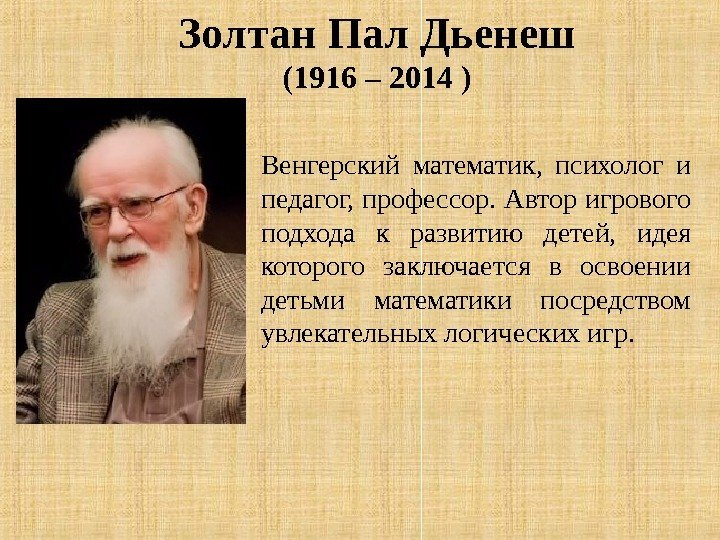 Золтан Пал Дьенеш
(1916 – 2014 )
Венгерский математик, психолог и
педагог, профессор. Автор игрового
подхода к развитию детей, идея
которого заключается в освоении
детьми математики посредством
увлекательных логических игр.